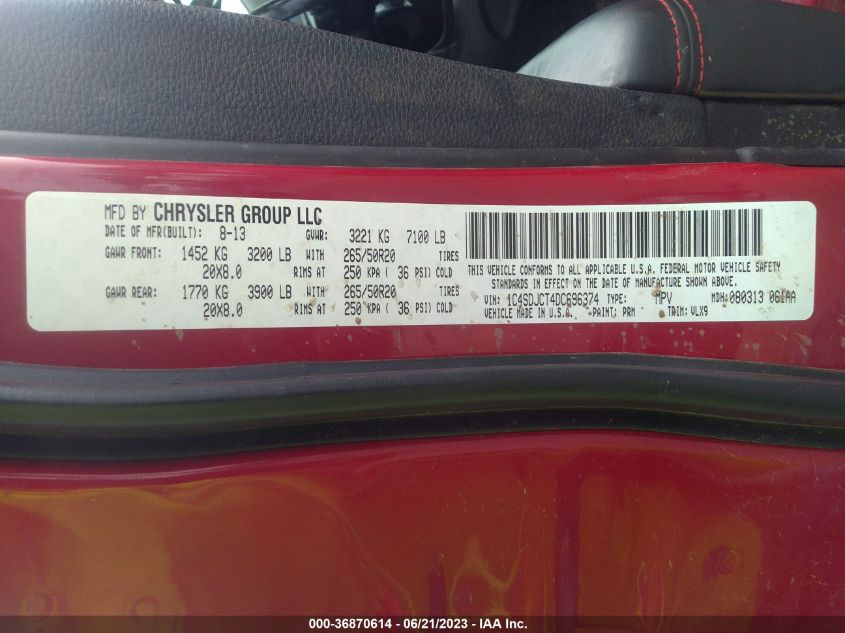 MFD BY CHRYSLER GROUP LLC
DATE OF MFR(BUILT): 8-13 GVWR: 3221 KG 7100 LB
GAWR FRONT: 1452 KG 3200 LB WITH 265/50R20 TIRES
20X8.0 RIMS AT 250 KPA ( 36 PSI) COLD
GAWR REAR: 1770 KG 3900 LB WITH 265/50R20 TIRES
20X8.0 RIMS AT 250 KPA ( 36 PSI) COLD
THIS VEHICLE CONFORMS TO ALL APPLICABLE U.S.A. FEDERAL MOTOR VEHICLE SAFETY
STANDARDS IN EFFECT ON THE DATE OF MANUFACTURE SHOWN ABOVE.
VIN: 1C4SDJCT4DC696374 TYPE: MPV MDH: 080313 061AA
VEHICLE MADE IN U.S.A. PAINT: PRM TRIM: VLX9
000-36870614 - 06/21/2023 - IAA Inc.